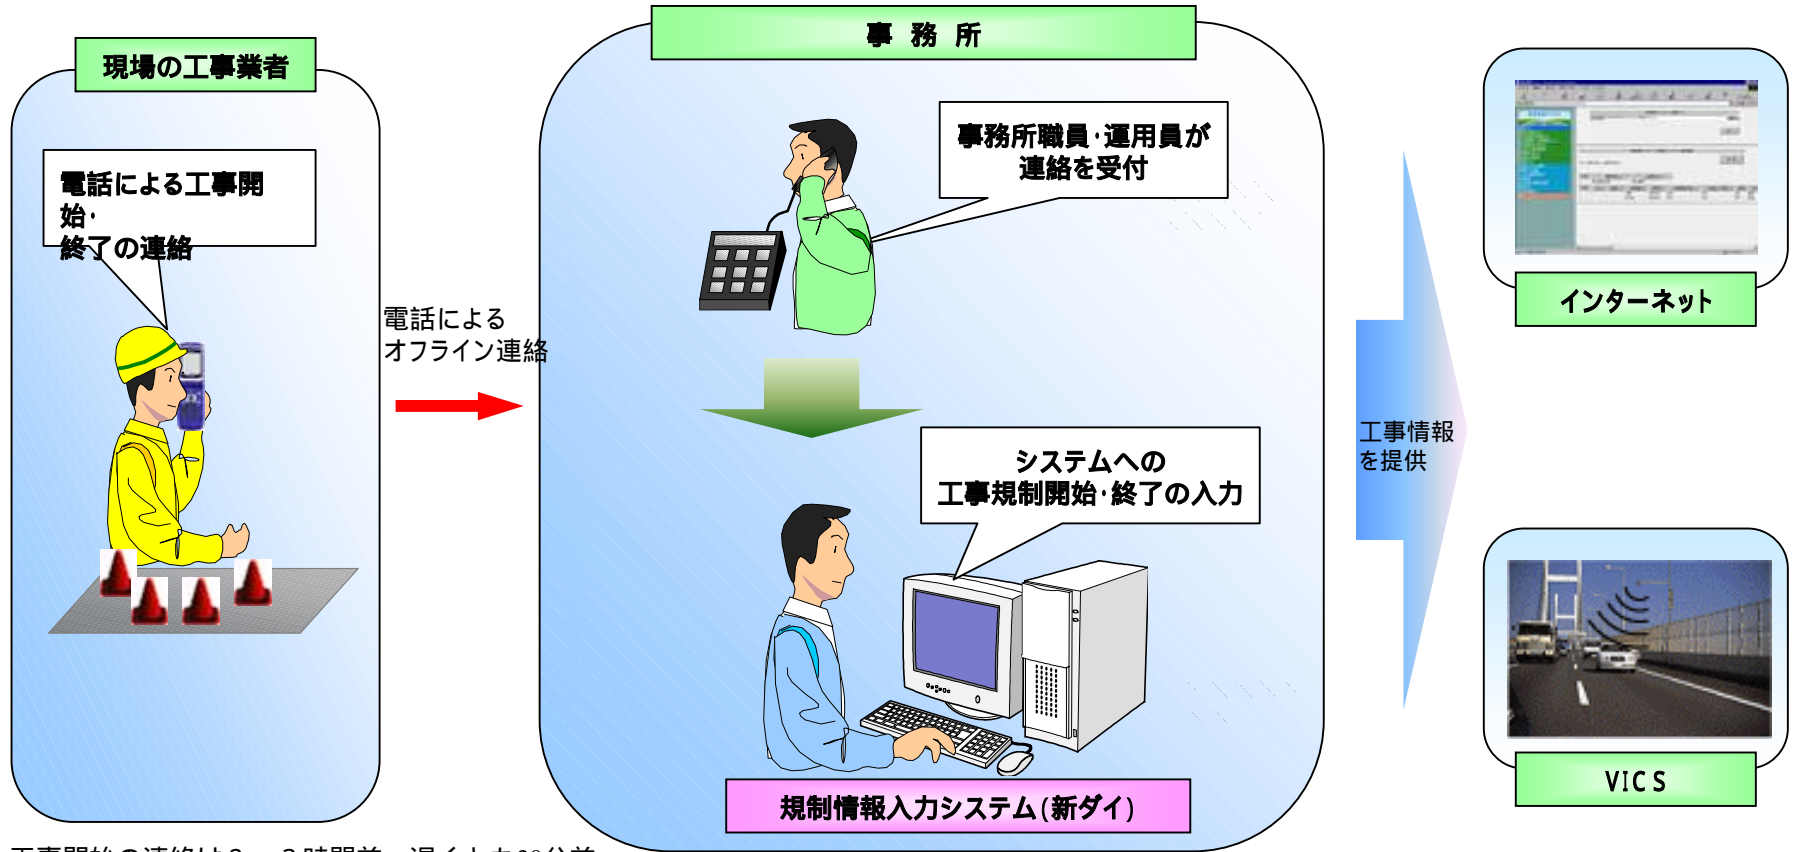 現場の工事業者
電話による工事開
始・
終了の連絡
電話による
オフライン連絡
事 務 所
事務所職員・運用員が
連絡を受付
システムへの
工事規制開始・終了の入力
規制情報入力システム(新ダイ)
工事情報
を提供
インターネット
VICS